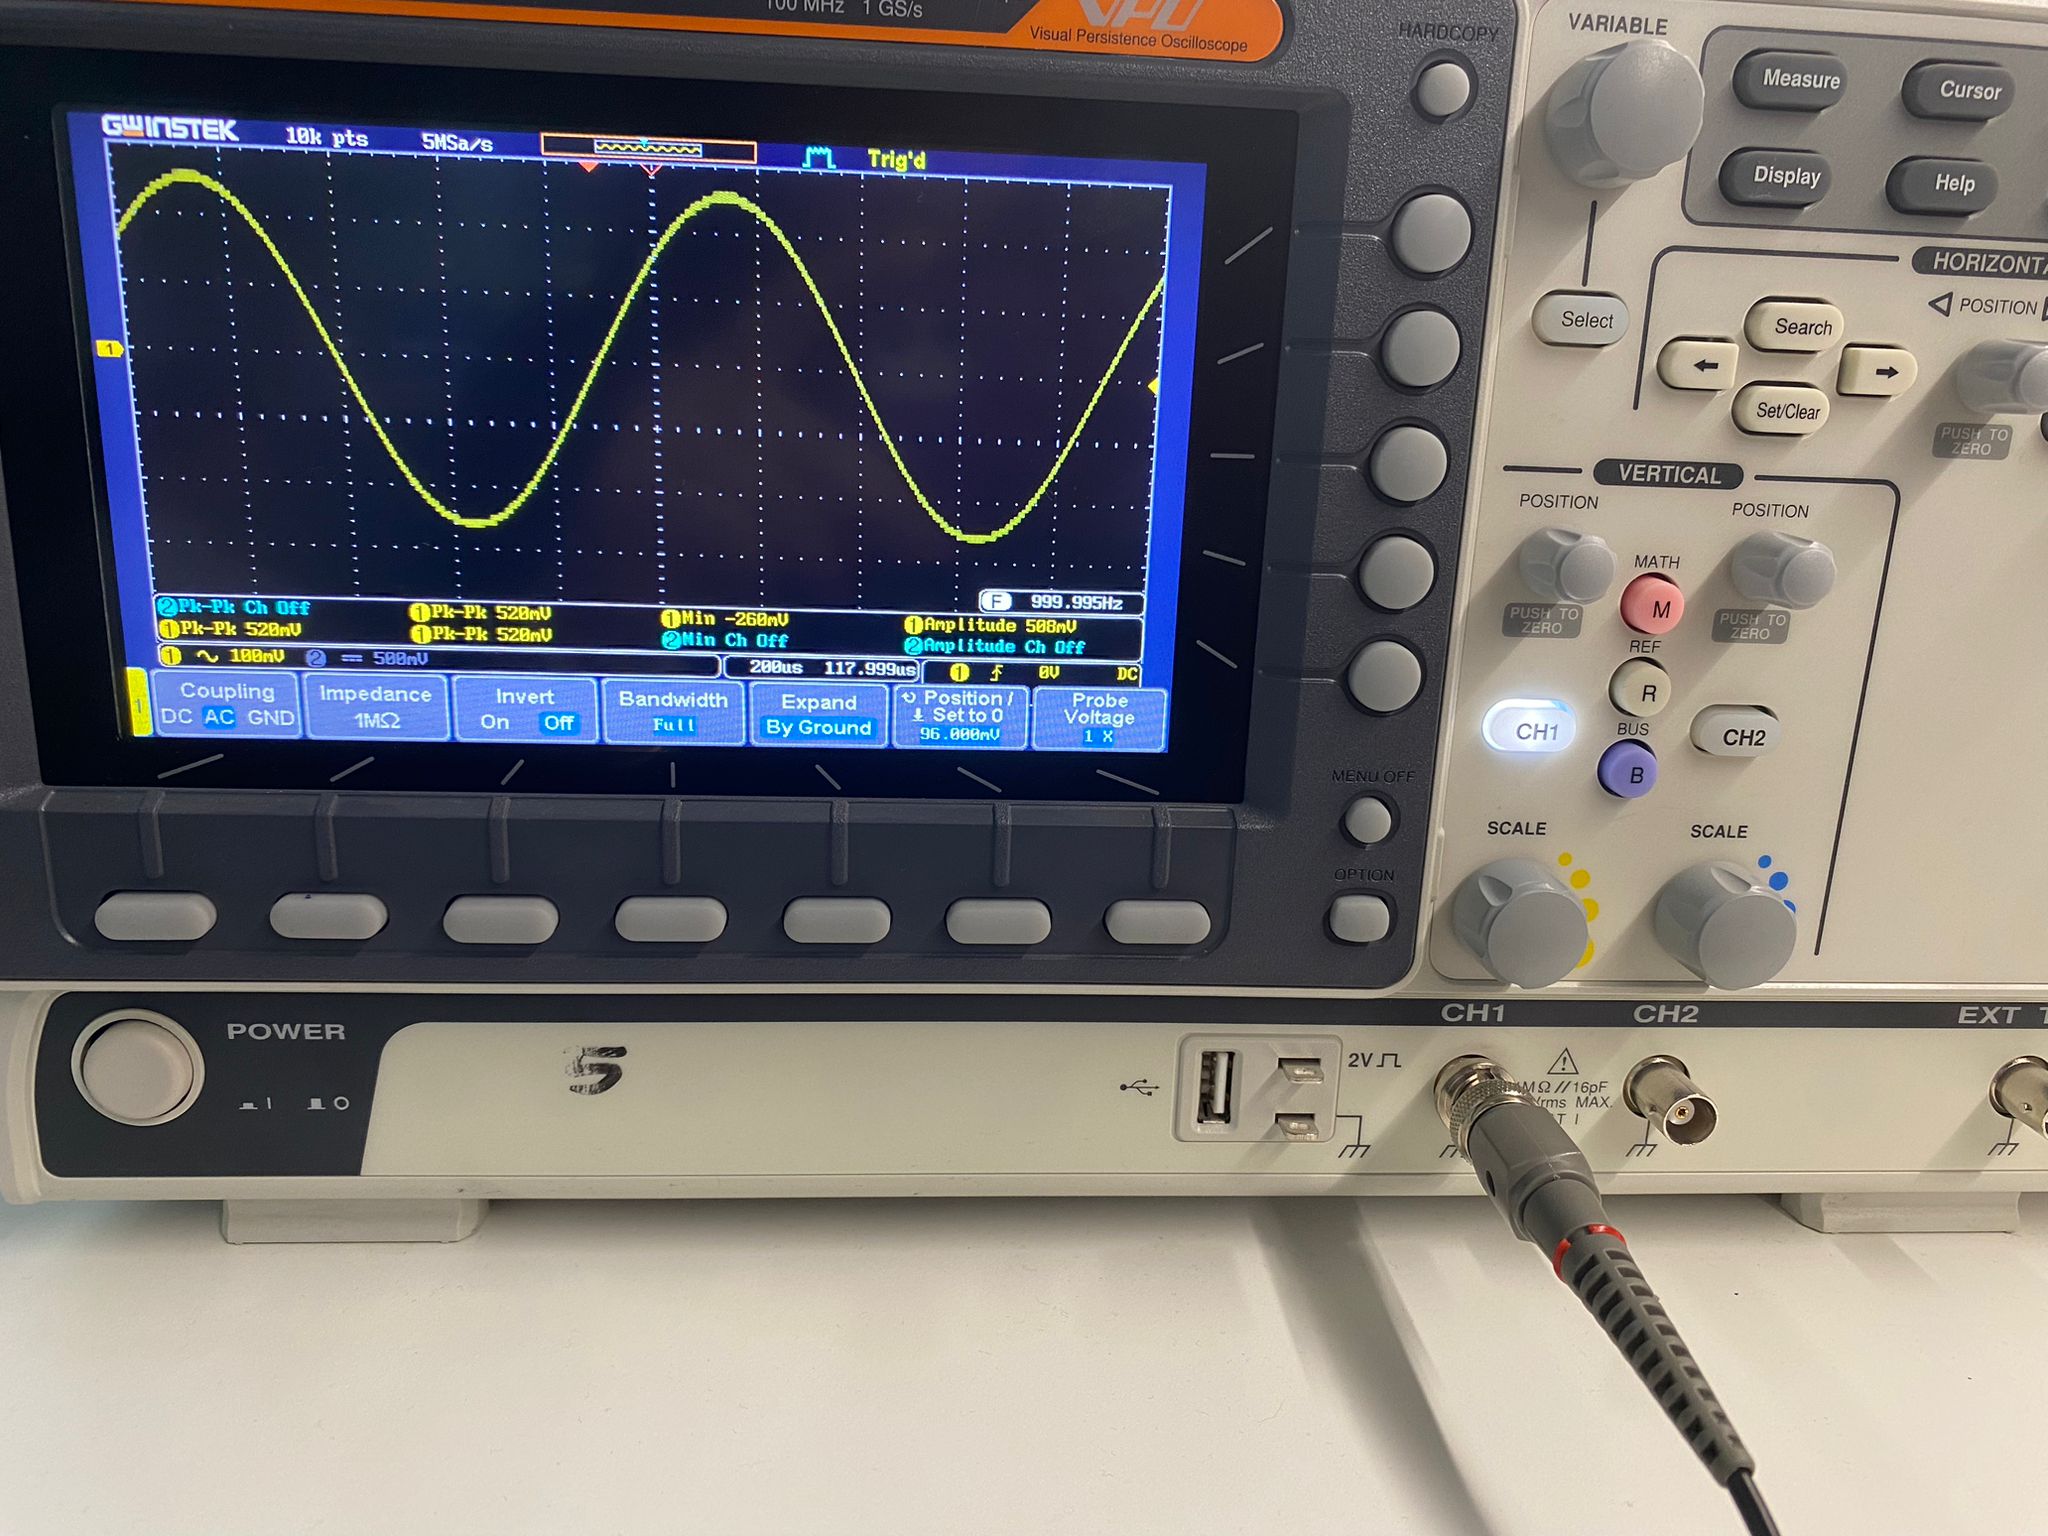 100 MHz 1 GS/s
VPO
Visual Persistence Oscilloscope
HARDCOPY
VARIABLE
Measure
Cursor
Display
Help
GWINSTEK 10k pts 5MSa/s Trig'd
1
Select
HORIZONTA
POSITION
Search
Set/Clear
PUSH TO
ZERO
VERTICAL
POSITION
POSITION
MATH
M
PUSH TO
ZERO
PUSH TO
ZERO
REF
R
BUS
B
CH1
CH2
F 999.995Hz
2 Pk-Pk Ch Off 1 Pk-Pk 520mV 1 Min -260mV 1 Amplitude 508mV
1 Pk-Pk 520mV 1 Pk-Pk 520mV 2 Min Ch Off 2 Amplitude Ch Off
1 100mV 2 500mV 200us 117.999us 1 0V DC
1
Coupling
DC AC GND
Impedance
1MΩ
Invert
On Off
Bandwidth
Full
Expand
By Ground
Position /
Set to 0
96.000mV
Probe
Voltage
1 X
MENU OFF
OPTION
SCALE
SCALE
POWER
5
2V
CH1
CH2
EXT T
MΩ // 16pF
rms MAX.
T I